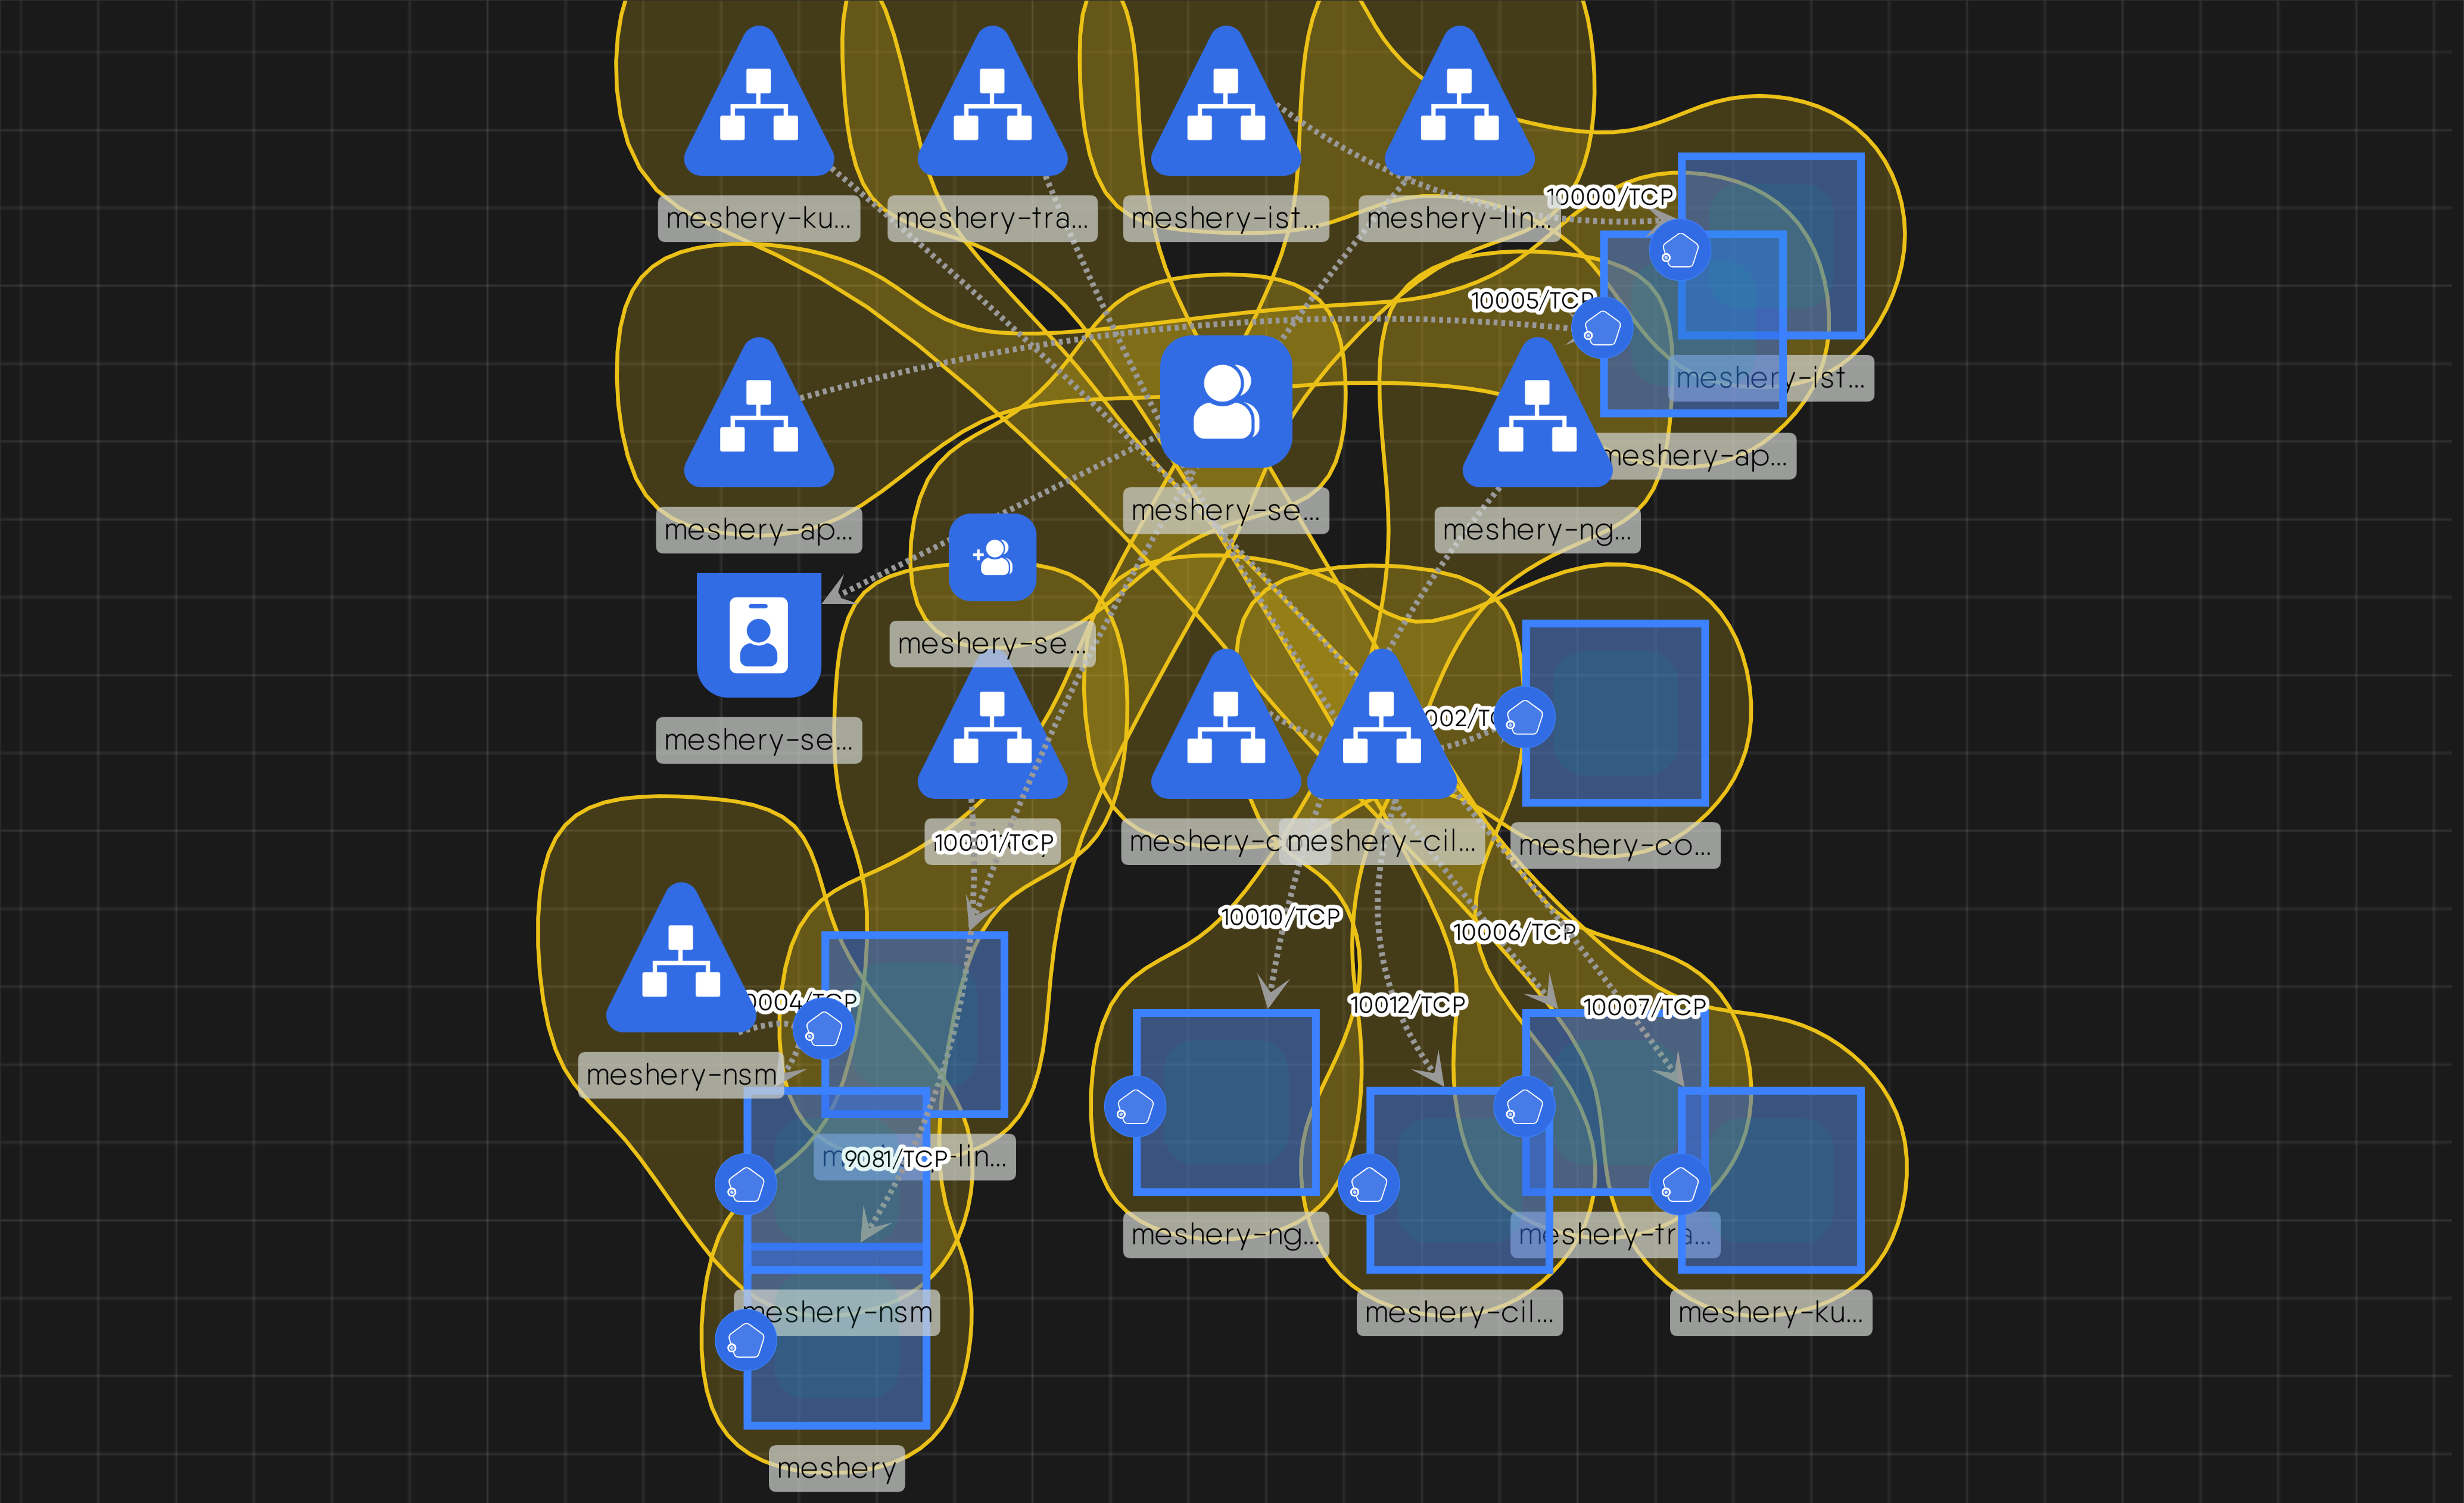 meshery-ku...
meshery-tra...
meshery-ist...
meshery-lin...
10000/TCP
10005/TCP
meshery-ist...
meshery-ap...
meshery-se...
meshery-ap...
meshery-ng...
meshery-se...
meshery-se...
002/TC
10001/TCP
meshery-c
meshery-cil...
meshery-co...
10010/TCP
10006/TCP
0004/TCP
10012/TCP
10007/TCP
meshery-nsm
lin...
9081/TCP
meshery-ng...
meshery-tra...
meshery-nsm
meshery-cil...
meshery-ku...
meshery